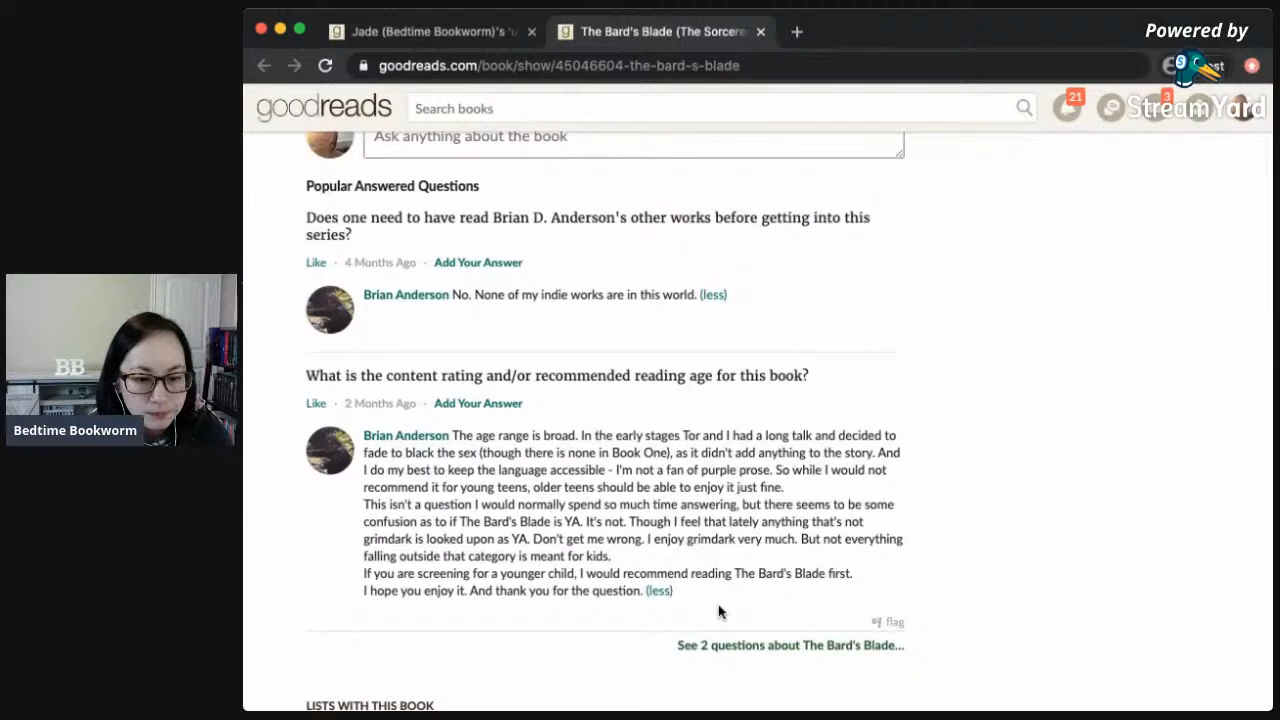 Jade (Bedtime Bookworm)'s
The Bard's Blade (The Sorcere
Powered by
goodreads.com/book/show/45046604-the-bard-s-blade
goodreads
Search books
21
3
StreamYard
Ask anything about the book
Popular Answered Questions
Does one need to have read Brian D. Anderson's other works before getting into this
series?
Like · 4 Months Ago · Add Your Answer
Brian Anderson No. None of my indie works are in this world. (less)
What is the content rating and/or recommended reading age for this book?
Like · 2 Months Ago · Add Your Answer
Brian Anderson The age range is broad. In the early stages Tor and I had a long talk and decided to
fade to black the sex (though there is none in Book One), as it didn't add anything to the story. And
I do my best to keep the language accessible - I'm not a fan of purple prose. So while I would not
recommend it for young teens, older teens should be able to enjoy it just fine.
This isn't a question I would normally spend so much time answering, but there seems to be some
confusion as to if The Bard's Blade is YA. It's not. Though I feel that lately anything that's not
grimdark is looked upon as YA. Don't get me wrong. I enjoy grimdark very much. But not everything
falling outside that category is meant for kids.
If you are screening for a younger child, I would recommend reading The Bard's Blade first.
I hope you enjoy it. And thank you for the question. (less)
flag
See 2 questions about The Bard's Blade...
LISTS WITH THIS BOOK
BB
Bedtime Bookworm